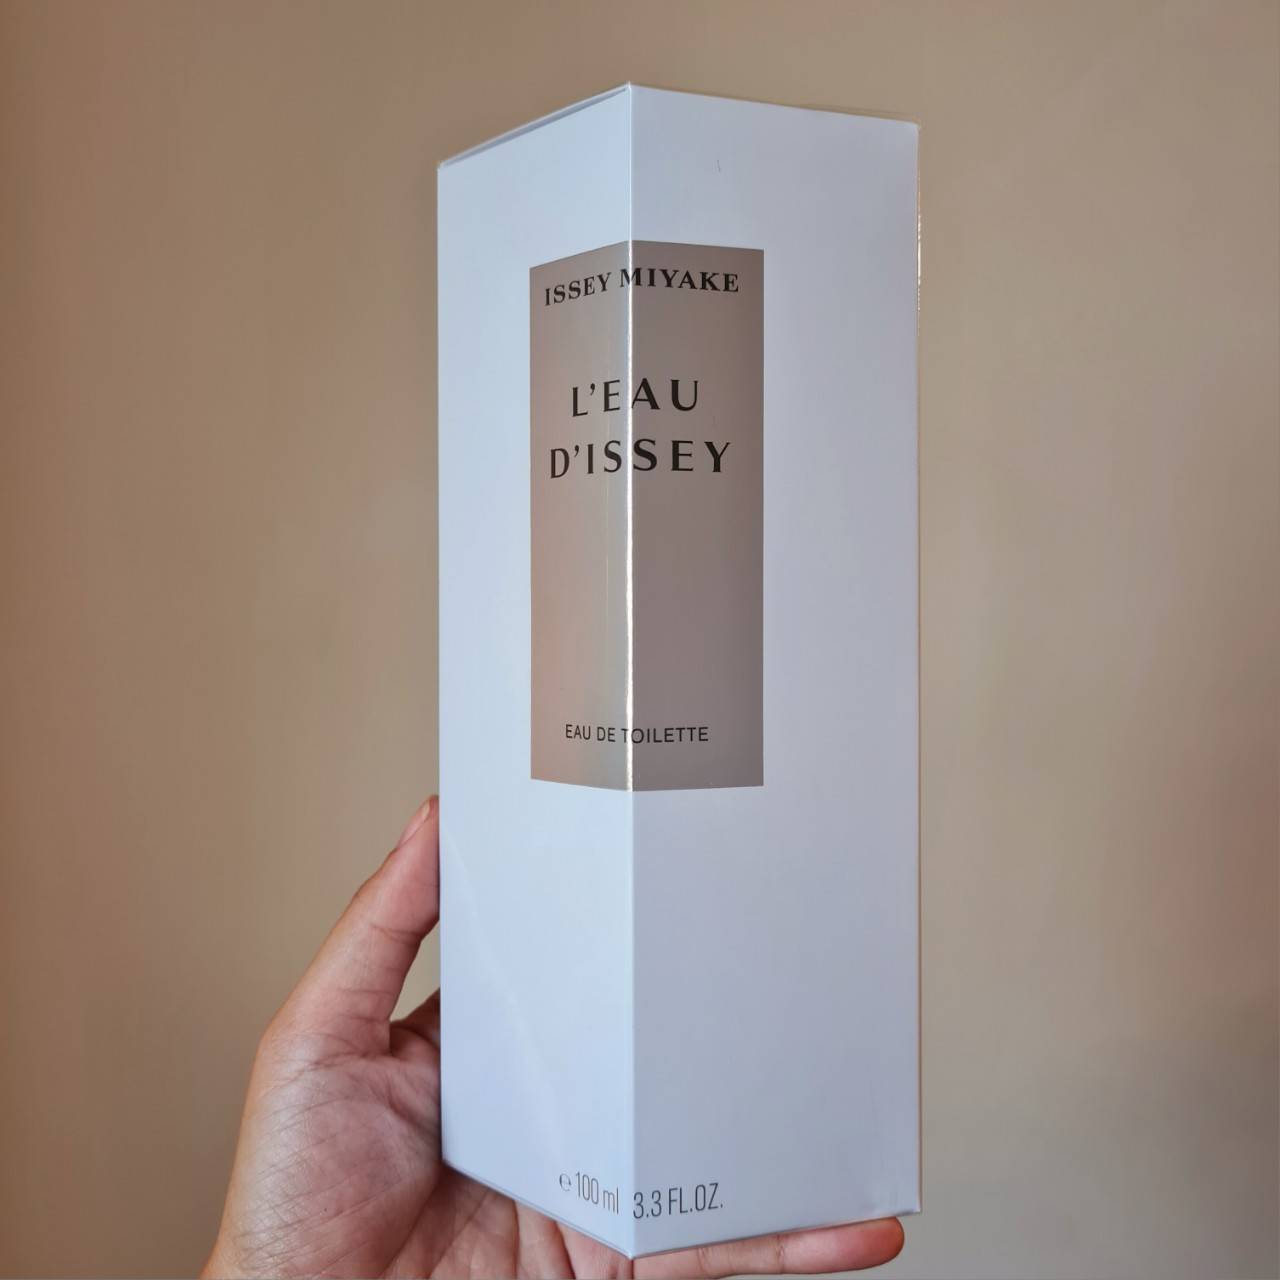 ISSEY MIYAKE
L'EAU
D'ISSEY
EAU DE TOILETTE
℮ 100 ml 3.3 FL.OZ.